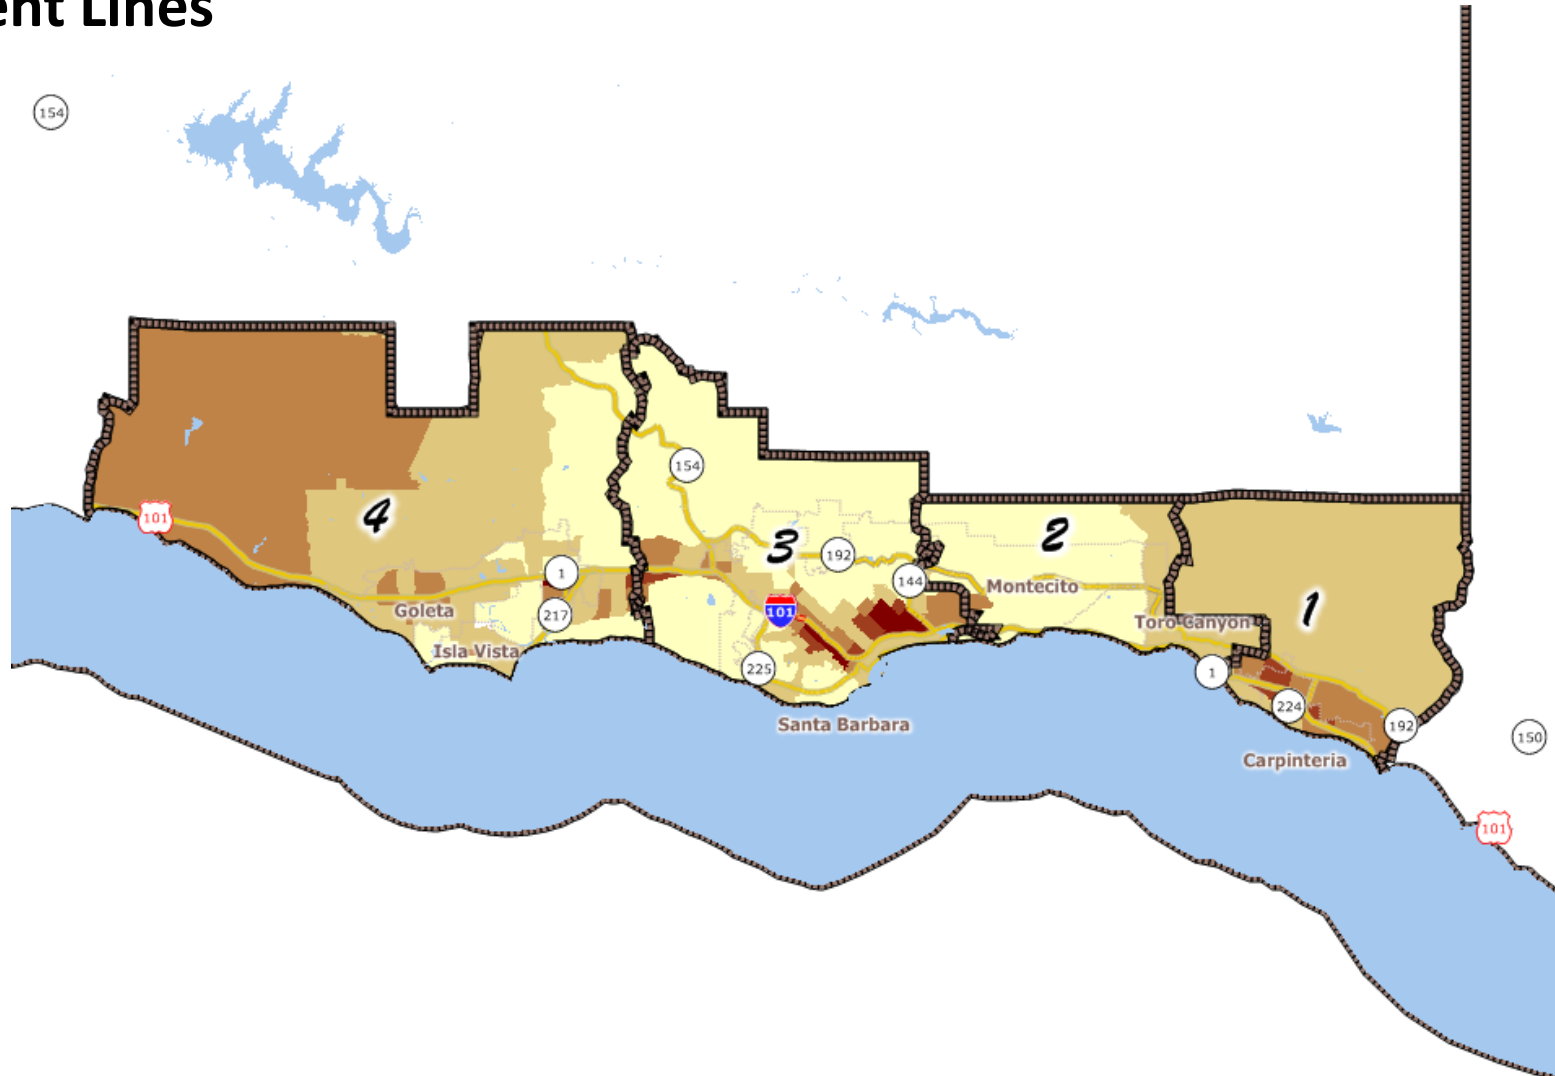 ent Lines
154
154
4
101
3
2
192
1
144
Montecito
1
101
Goleta
217
Toro Canyon
Isla Vista
225
1
224
Santa Barbara
192
150
Carpinteria
101